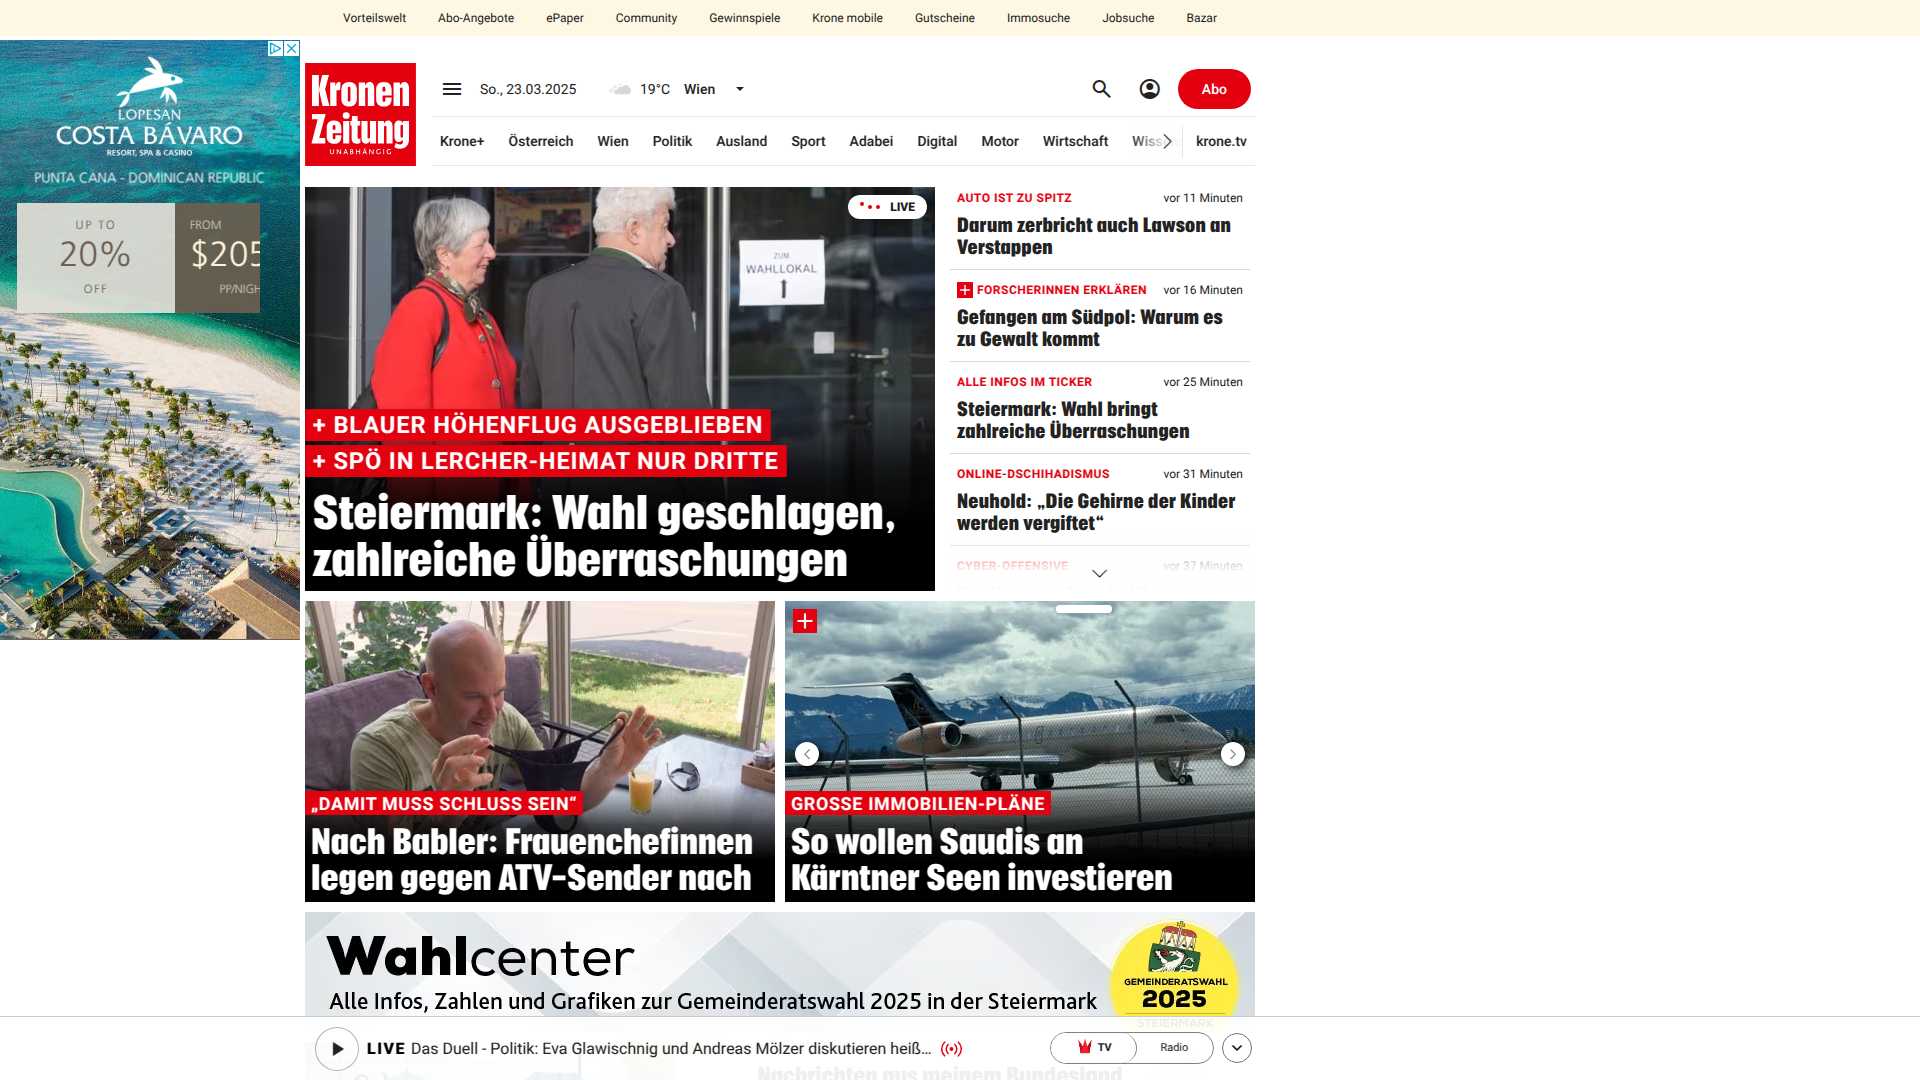 Vorteilswelt
Abo-Angebote
ePaper
Community
Gewinnspiele
Krone mobile
Gutscheine
Immosuche
Jobsuche
Bazar
LOPESAN
COSTA BÁVARO
RESORT, SPA & CASINO
PUNTA CANA - DOMINICAN REPUBLIC
UP TO
20%
OFF
FROM
$205
PP/NIGH
Kronen
Zeitung
UNABHÄNGIG
So., 23.03.2025
19°C
Wien
Abo
Krone+
Österreich
Wien
Politik
Ausland
Sport
Adabei
Digital
Motor
Wirtschaft
Wiss
krone.tv
LIVE
ZUM
WAHLLOKAL
+ BLAUER HÖHENFLUG AUSGEBLIEBEN
+ SPÖ IN LERCHER-HEIMAT NUR DRITTE
Steiermark: Wahl geschlagen,
zahlreiche Überraschungen
AUTO IST ZU SPITZ
vor 11 Minuten
Darum zerbricht auch Lawson an
Verstappen
FORSCHERINNEN ERKLÄREN
vor 16 Minuten
Gefangen am Südpol: Warum es
zu Gewalt kommt
ALLE INFOS IM TICKER
vor 25 Minuten
Steiermark: Wahl bringt
zahlreiche Überraschungen
ONLINE-DSCHIHADISMUS
vor 31 Minuten
Neuhold: „Die Gehirne der Kinder
werden vergiftet“
CYBER-OFFENSIVE
vor 37 Minuten
„DAMIT MUSS SCHLUSS SEIN“
Nach Babler: Frauenchefinnen
legen gegen ATV-Sender nach
GROSSE IMMOBILIEN-PLÄNE
So wollen Saudis an
Kärntner Seen investieren
Wahlcenter
Alle Infos, Zahlen und Grafiken zur Gemeinderatswahl 2025 in der Steiermark
GEMEINDERATSWAHL
2025
STEIERMARK
LIVE Das Duell - Politik: Eva Glawischnig und Andreas Mölzer diskutieren heiß...
TV
Radio
Nachrichten aus meinem Bundesland